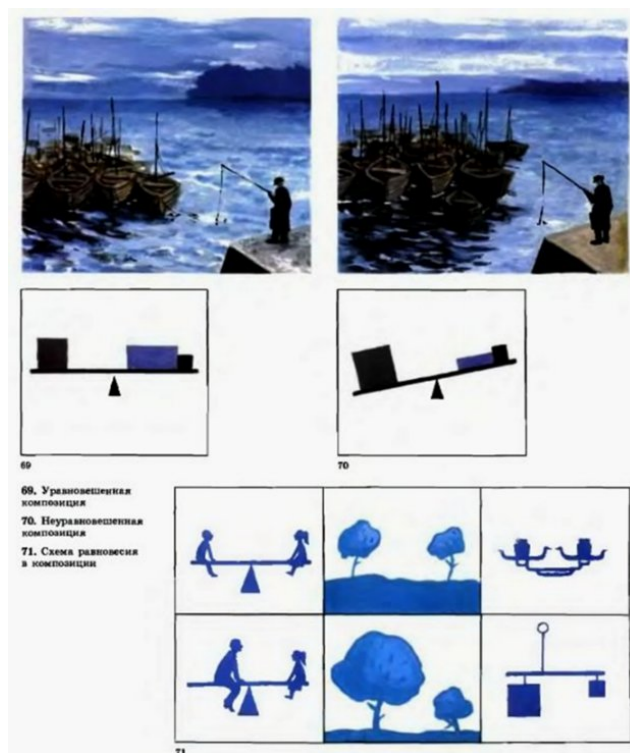 69
70
69. Уравновешенная
композиция
70. Неуравновешенная
композиция
71. Схема равновесия
в композиции
71